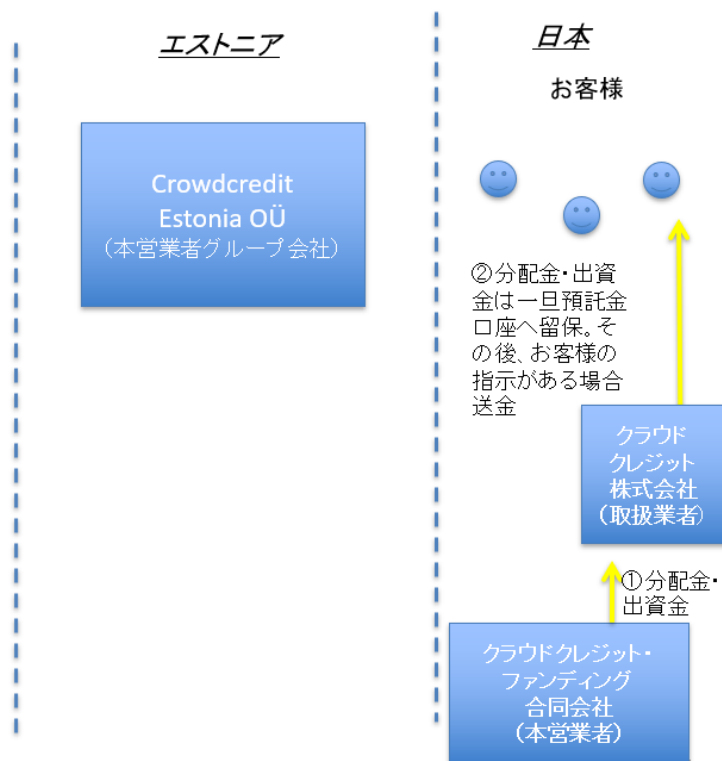 エストニア
日本
お客様
Crowdcredit
Estonia OÜ
(本営業者グループ会社)
②分配金・出資
金は一旦預託金
口座へ留保。そ
の後、お客様の
指示がある場合
送金
クラウド
クレジット
株式会社
(取扱業者)
①分配金・
出資金
クラウドクレジット・
ファンディング
合同会社
(本営業者)